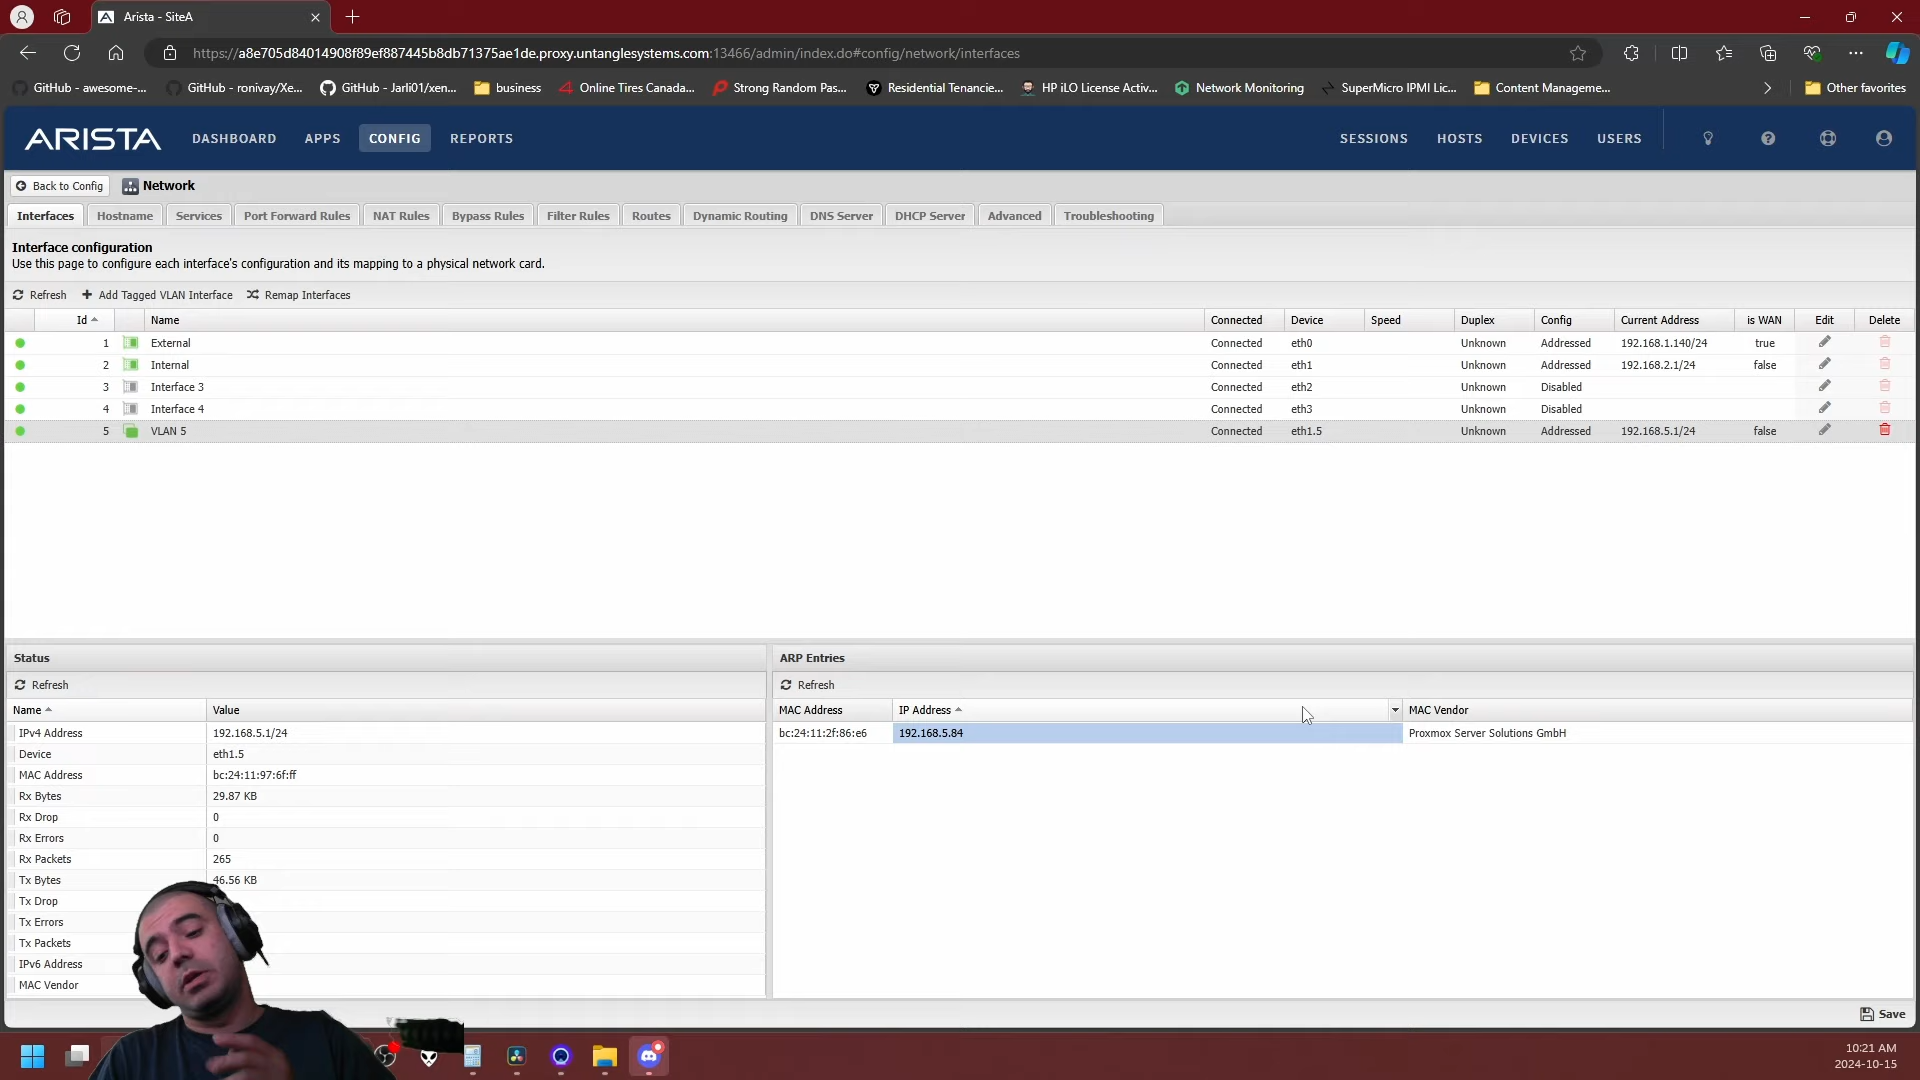 Arista - SiteA
https://a8e705d84014908f89ef887445b8db71375ae1de.proxy.untanglesystems.com:13466/admin/index.do#config/network/interfaces
GitHub - awesome-...
GitHub - ronivay/Xe...
GitHub - Jarli01/xen...
business
Online Tires Canada...
Strong Random Pas...
Residential Tenancie...
HP iLO License Activ...
Network Monitoring
SuperMicro IPMI Lic...
Content Manageme...
Other favorites
ARISTA DASHBOARD APPS CONFIG REPORTS SESSIONS HOSTS DEVICES USERS
Back to Config Network
Interfaces Hostname Services Port Forward Rules NAT Rules Bypass Rules Filter Rules Routes Dynamic Routing DNS Server DHCP Server Advanced Troubleshooting
Interface configuration
Use this page to configure each interface's configuration and its mapping to a physical network card.
Refresh Add Tagged VLAN Interface Remap Interfaces
Id Name Connected Device Speed Duplex Config Current Address is WAN Edit Delete
1 External Connected eth0 Unknown Addressed 192.168.1.140/24 true
2 Internal Connected eth1 Unknown Addressed 192.168.2.1/24 false
3 Interface 3 Connected eth2 Unknown Disabled
4 Interface 4 Connected eth3 Unknown Disabled
5 VLAN 5 Connected eth1.5 Unknown Addressed 192.168.5.1/24 false
Status
Refresh
Name Value
IPv4 Address 192.168.5.1/24
Device eth1.5
MAC Address bc:24:11:97:6f:ff
Rx Bytes 29.87 KB
Rx Drop 0
Rx Errors 0
Rx Packets 265
Tx Bytes 46.56 KB
Tx Drop
Tx Errors
Tx Packets
IPv6 Address
MAC Vendor
ARP Entries
Refresh
MAC Address IP Address MAC Vendor
bc:24:11:2f:86:e6 192.168.5.84 Proxmox Server Solutions GmbH
Save
10:21 AM
2024-10-15